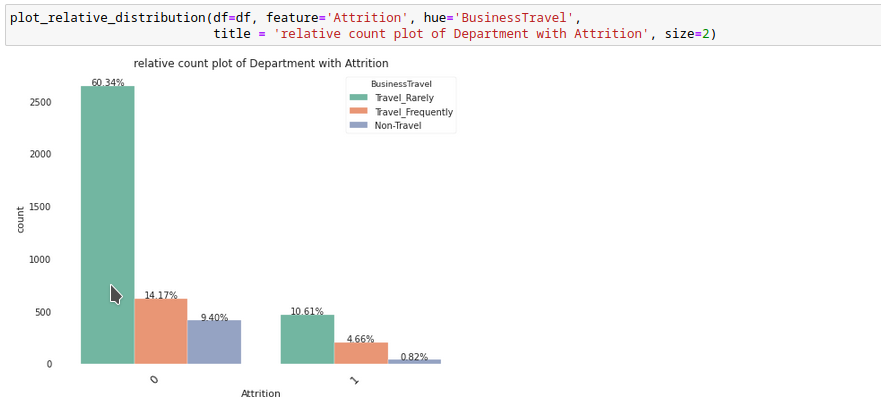 plot_relative_distribution(df=df, feature='Attrition', hue='BusinessTravel',
title = 'relative count plot of Department with Attrition', size=2)
relative count plot of Department with Attrition
60.34%
BusinessTravel
Travel_Rarely
Travel_Frequently
Non-Travel
2500
2000
1500
1000
500
0
count
14.17%
9.40%
10.61%
4.66%
0.82%
0
1
Attrition